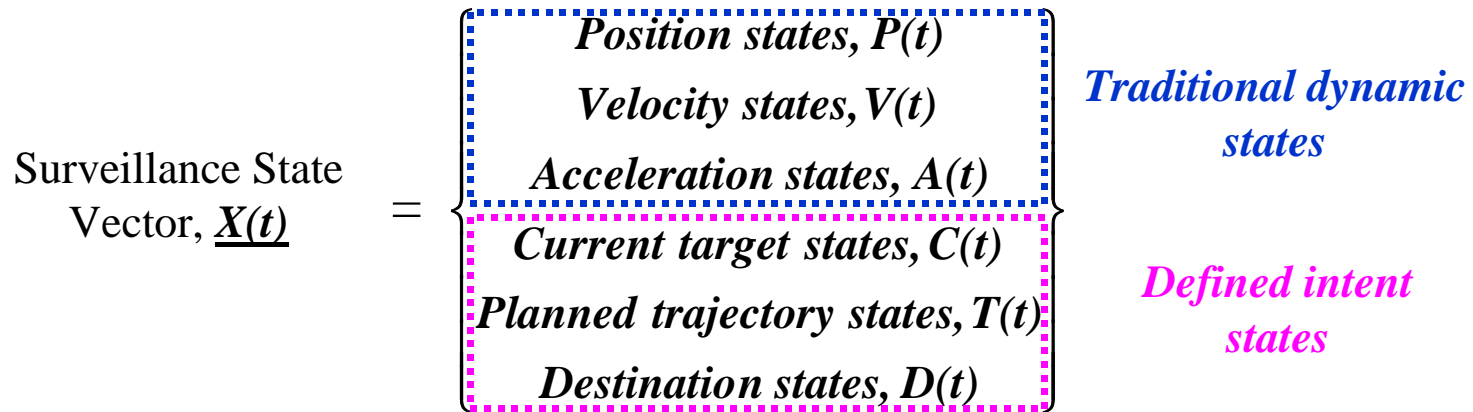 Surveillance State
Vector, X(t)
=
Position states, P(t)
Velocity states, V(t)
Acceleration states, A(t)
Current target states, C(t)
Planned trajectory states, T(t)
Destination states, D(t)
Traditional dynamic
states
Defined intent
states